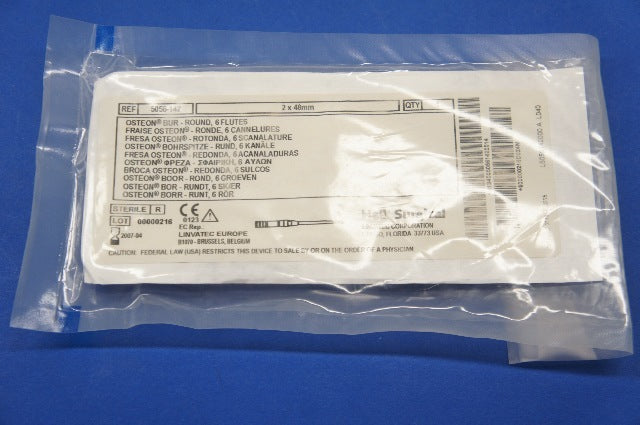 REF 5056-142 2 x 48mm QTY
OSTEON® BUR - ROUND, 6 FLUTES
FRAISE OSTEON® - RONDE, 6 CANNELURES
FRESA OSTEON® - ROTONDA, 6 SCANALATURE
OSTEON® BOHRSPITZE - RUND, 6 KANÄLE
FRESA OSTEON® - REDONDA, 6 ACANALADURAS
OSTEON® ΦΡΕΖΑ - ΣΦΑΙΡΙΚΗ, 6 ΑΥΛΩΝ
BROCA OSTEON® - REDONDA, 6 SULCOS
OSTEON® BOOR - ROND, 6 GROEVEN
OSTEON® BOR - RUNDT, 6 SKÆR
OSTEON® BORR - RUNT, 6 RÖR
STERILE R CE
0123
LOT 00000216
EC Rep.
LINVATEC EUROPE
B1070 - BRUSSELS, BELGIUM
2007-04
Hall Surgical
CORPORATION
FLORIDA 33773 USA
CAUTION: FEDERAL LAW (USA) RESTRICTS THIS DEVICE TO SALE BY OR ON THE ORDER OF A PHYSICIAN.